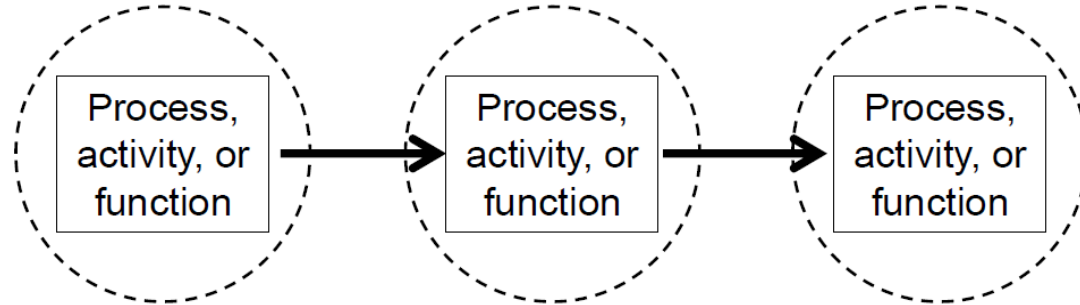 Process,
activity, or
function
Process,
activity, or
function
Process,
activity, or
function